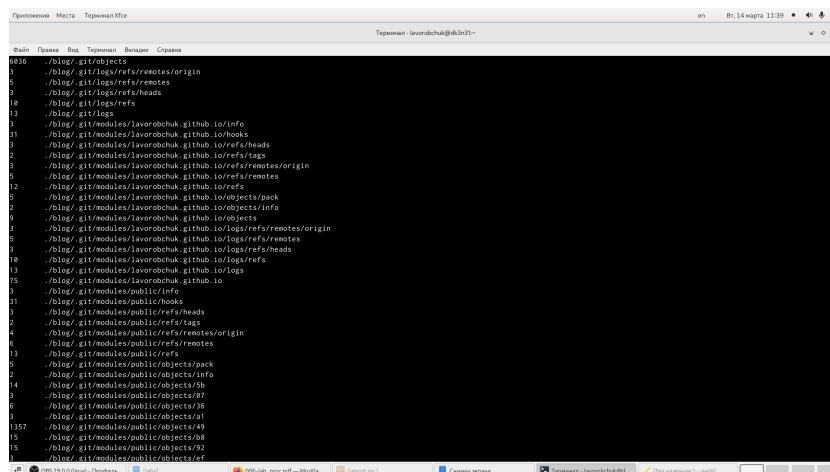 Приложения Места Терминал Xfce en Вт, 14 марта 11:39
Терминал - lavorobchuk@dk3n31:~
Файл Правка Вид Терминал Вкладки Справка
6036 ./blog/.git/objects
3 ./blog/.git/logs/refs/remotes/origin
5 ./blog/.git/logs/refs/remotes
3 ./blog/.git/logs/refs/heads
10 ./blog/.git/logs/refs
13 ./blog/.git/logs
3 ./blog/.git/modules/lavorobchuk.github.io/info
31 ./blog/.git/modules/lavorobchuk.github.io/hooks
3 ./blog/.git/modules/lavorobchuk.github.io/refs/heads
2 ./blog/.git/modules/lavorobchuk.github.io/refs/tags
3 ./blog/.git/modules/lavorobchuk.github.io/refs/remotes/origin
5 ./blog/.git/modules/lavorobchuk.github.io/refs/remotes
12 ./blog/.git/modules/lavorobchuk.github.io/refs
5 ./blog/.git/modules/lavorobchuk.github.io/objects/pack
2 ./blog/.git/modules/lavorobchuk.github.io/objects/info
9 ./blog/.git/modules/lavorobchuk.github.io/objects
3 ./blog/.git/modules/lavorobchuk.github.io/logs/refs/remotes/origin
5 ./blog/.git/modules/lavorobchuk.github.io/logs/refs/remotes
3 ./blog/.git/modules/lavorobchuk.github.io/logs/refs/heads
10 ./blog/.git/modules/lavorobchuk.github.io/logs/refs
13 ./blog/.git/modules/lavorobchuk.github.io/logs
75 ./blog/.git/modules/lavorobchuk.github.io
3 ./blog/.git/modules/public/info
31 ./blog/.git/modules/public/hooks
3 ./blog/.git/modules/public/refs/heads
2 ./blog/.git/modules/public/refs/tags
4 ./blog/.git/modules/public/refs/remotes/origin
6 ./blog/.git/modules/public/refs/remotes
13 ./blog/.git/modules/public/refs
5 ./blog/.git/modules/public/objects/pack
2 ./blog/.git/modules/public/objects/info
14 ./blog/.git/modules/public/objects/5b
3 ./blog/.git/modules/public/objects/07
6 ./blog/.git/modules/public/objects/36
3 ./blog/.git/modules/public/objects/a1
1357 ./blog/.git/modules/public/objects/49
15 ./blog/.git/modules/public/objects/b8
15 ./blog/.git/modules/public/objects/92
3 ./blog/.git/modules/public/objects/ef
OBS 29.0.0 (linux) - Профиль [laba] 006-lab_proc.pdf — Mozilla Снимки экрана Терминал - lavorobchuk@d